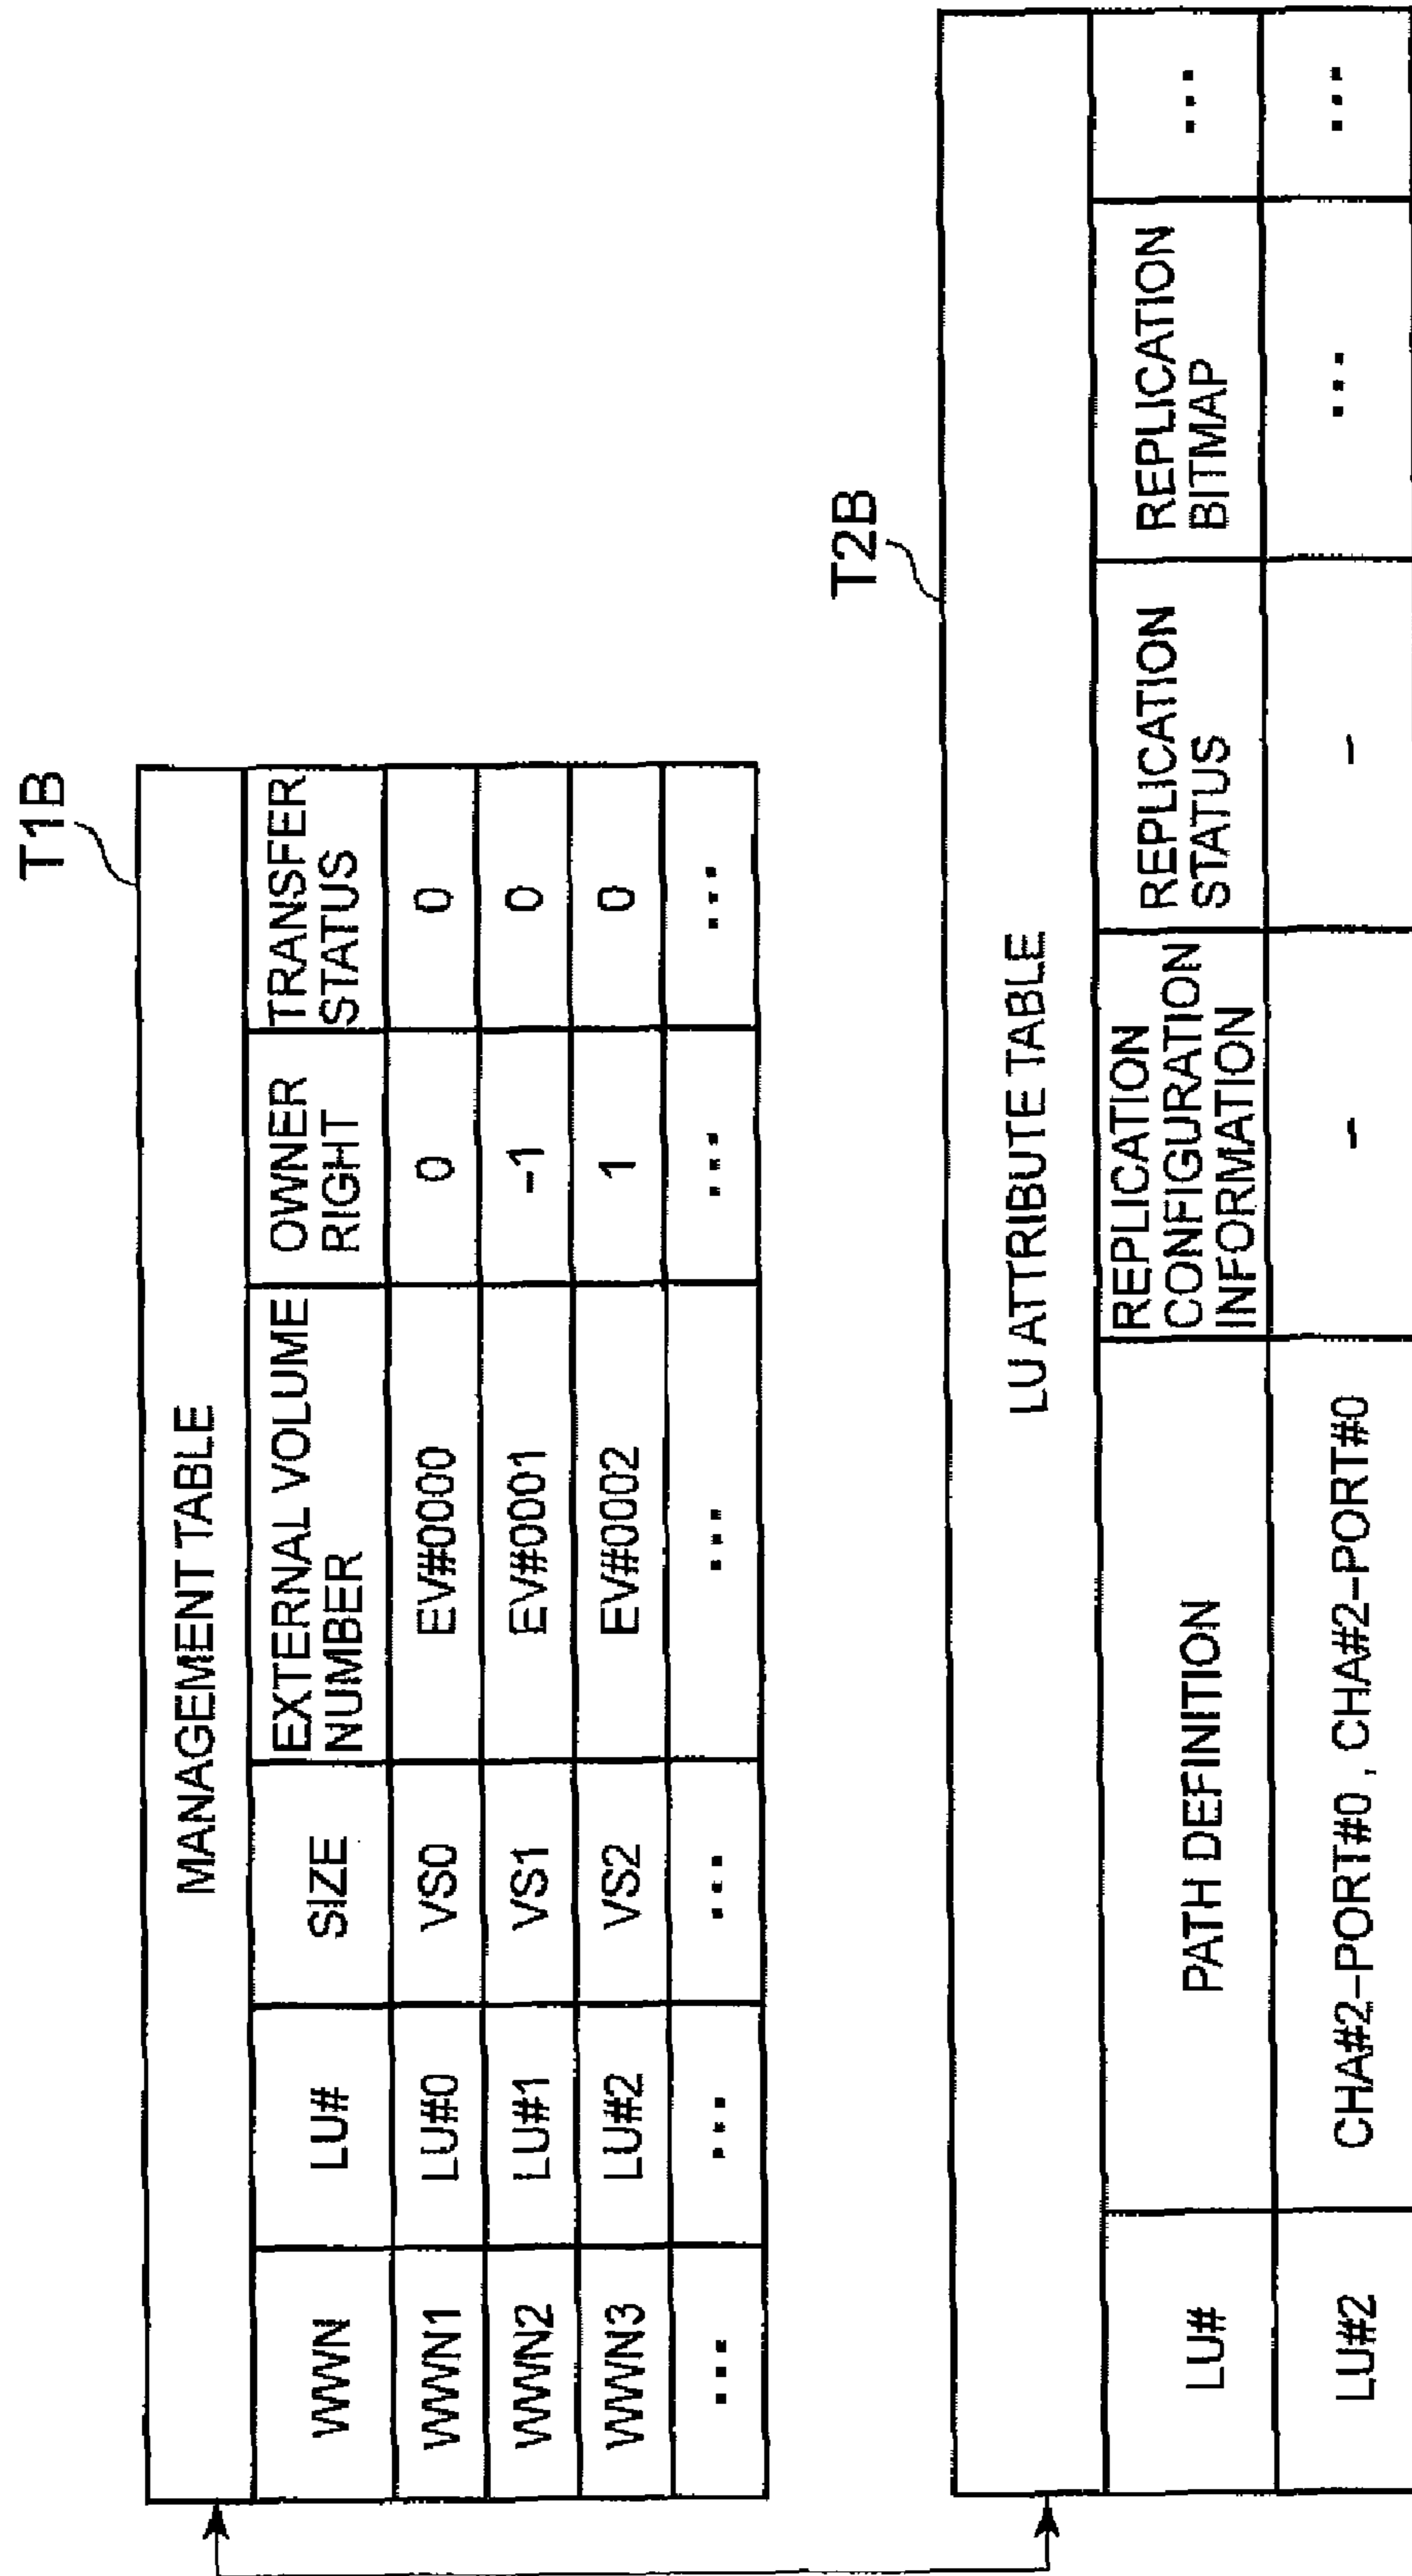 T1B
MANAGEMENT TABLE
WWN LU# SIZE EXTERNAL VOLUME NUMBER OWNER RIGHT TRANSFER STATUS
WWN1 LU#0 VS0 EV#0000 0 0
WWN2 LU#1 VS1 EV#0001 –1 0
WWN3 LU#2 VS2 EV#0002 1 0
... ... ... ... ... ...
T2B
LU ATTRIBUTE TABLE
LU# PATH DEFINITION REPLICATION CONFIGURATION INFORMATION REPLICATION STATUS REPLICATION BITMAP ...
LU#2 CHA#2–PORT#0 , CHA#2–PORT#0 – – ... ...